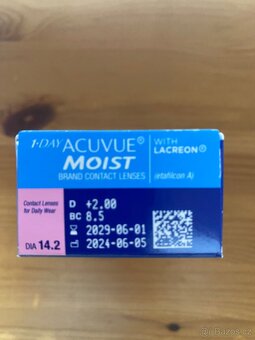 1·DAY ACUVUE®
MOIST
BRAND CONTACT LENSES
WITH
LACREON®
(etafilcon A)
Contact Lenses
for Daily Wear
DIA 14.2
D +2.00
BC 8.5
2029-06-01
2024-06-05